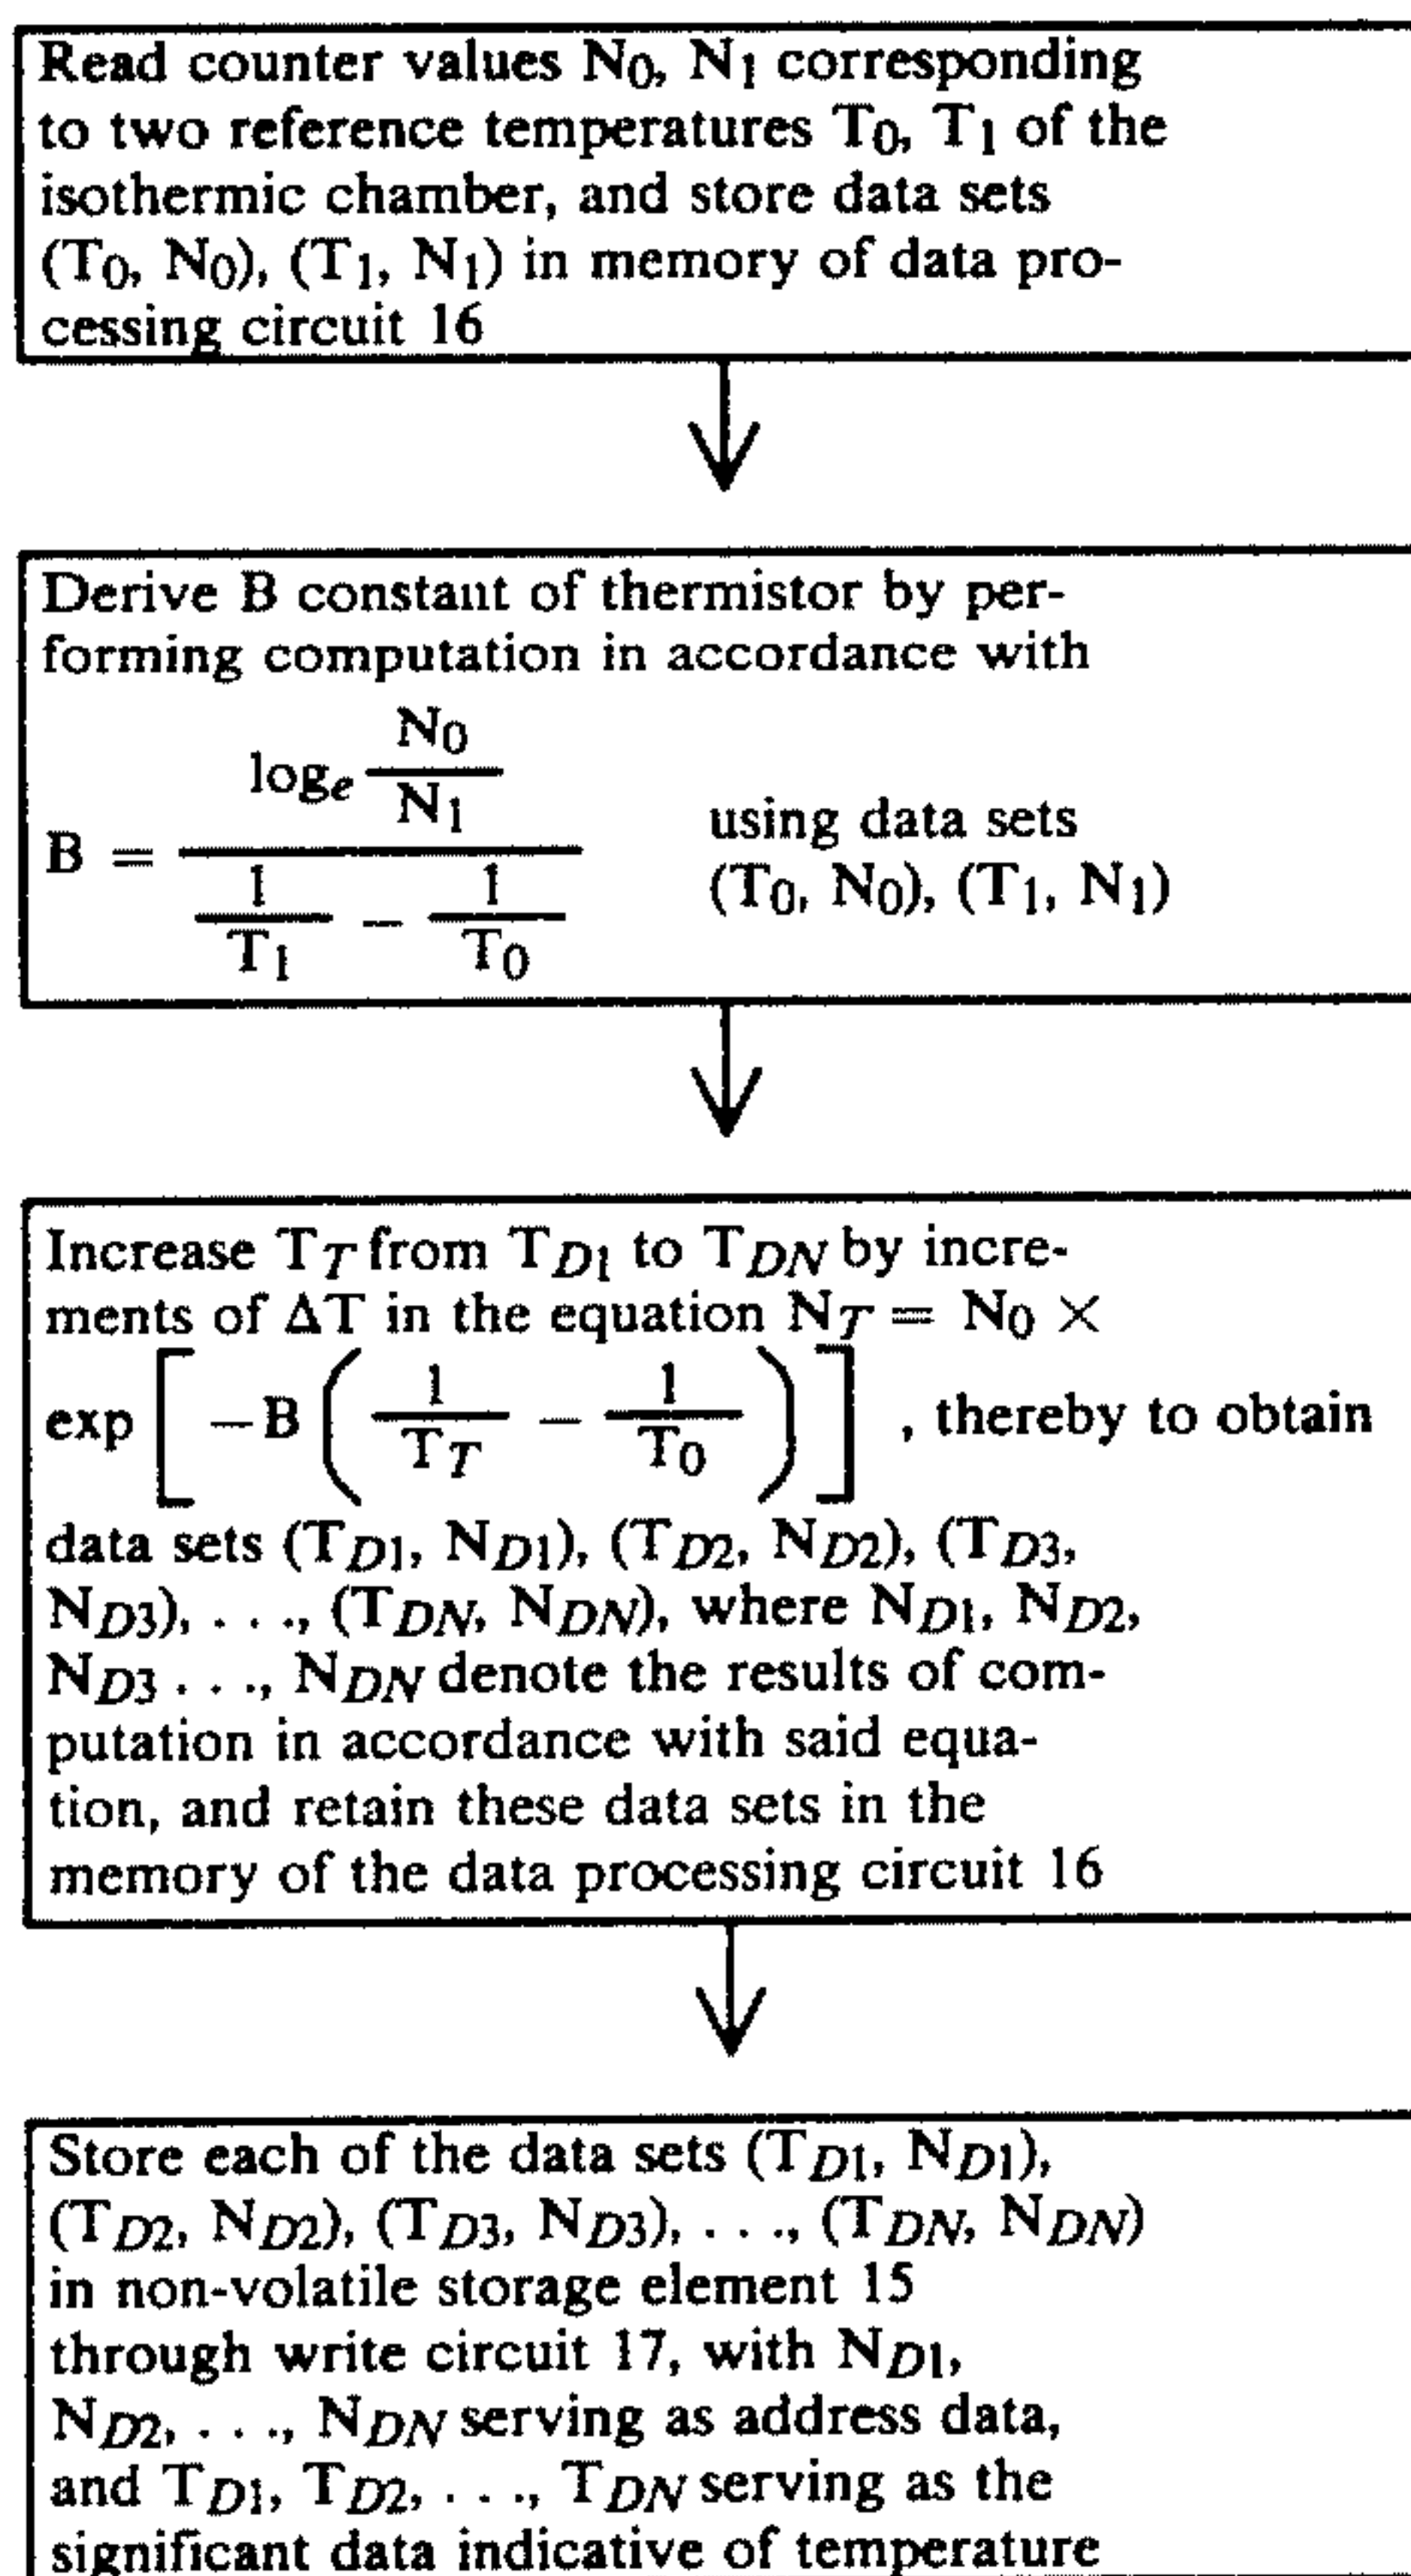 Read counter values N0, N1 corresponding
to two reference temperatures T0, T1 of the
isothermic chamber, and store data sets
(T0, N0), (T1, N1) in memory of data pro-
cessing circuit 16
Derive B constant of thermistor by per-
forming computation in accordance with
B = (loge N0/N1) / (1/T1 − 1/T0) using data sets
(T0, N0), (T1, N1)
Increase TT from TD1 to TDN by incre-
ments of ΔT in the equation NT = N0 ×
exp [ −B ( 1/TT − 1/T0 ) ] , thereby to obtain
data sets (TD1, ND1), (TD2, ND2), (TD3,
ND3), . . ., (TDN, NDN), where ND1, ND2,
ND3 . . ., NDN denote the results of com-
putation in accordance with said equa-
tion, and retain these data sets in the
memory of the data processing circuit 16
Store each of the data sets (TD1, ND1),
(TD2, ND2), (TD3, ND3), . . ., (TDN, NDN)
in non-volatile storage element 15
through write circuit 17, with ND1,
ND2, . . ., NDN serving as address data,
and TD1, TD2, . . ., TDN serving as the
significant data indicative of temperature